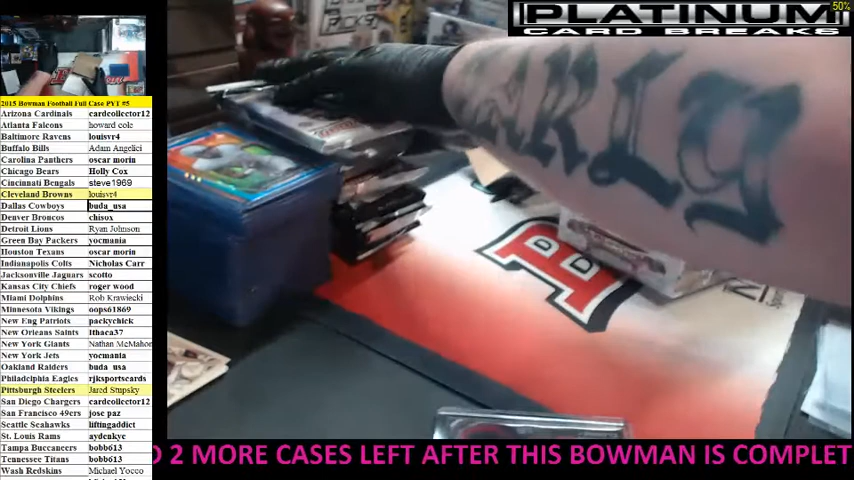 50%
PLATINUM
CARD BREAKS
2015 Bowman Football Full Case PYT #5
Arizona Cardinals cardcollector12
Atlanta Falcons howard cole
Baltimore Ravens louisvr4
Buffalo Bills Adam Angelici
Carolina Panthers oscar morin
Chicago Bears Holly Cox
Cincinnati Bengals steve1969
Cleveland Browns louisvr4
Dallas Cowboys buda_usa
Denver Broncos chisox
Detroit Lions Ryan Johnson
Green Bay Packers yocmania
Houston Texans oscar morin
Indianapolis Colts Nicholas Carr
Jacksonville Jaguars scotto
Kansas City Chiefs roger wood
Miami Dolphins Rob Krawiecki
Minnesota Vikings oops61869
New Eng Patriots packychick
New Orleans Saints lthaca37
New York Giants Nathan McMahon
New York Jets yocmania
Oakland Raiders buda_usa
Philadelphia Eagles rjksportscards
Pittsburgh Steelers Jared Stupsky
San Diego Chargers cardcollector12
San Francisco 49ers jose paz
Seattle Seahawks liftingaddict
St. Louis Rams aydenkye
Tampa Buccaneers bobb613
Tennessee Titans bobb613
Wash Redskins Michael Yocco
B
D 2 MORE CASES LEFT AFTER THIS BOWMAN IS COMPLET